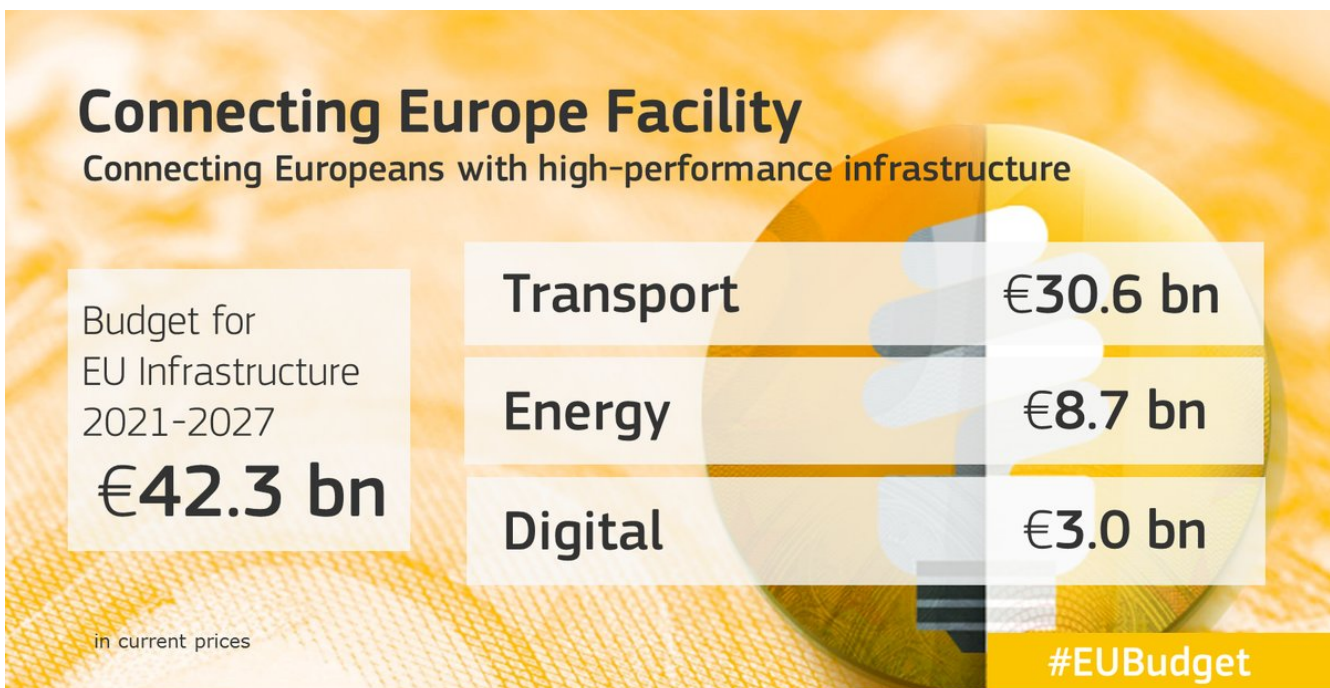 Connecting Europe Facility
Connecting Europeans with high-performance infrastructure
Budget for
EU Infrastructure
2021-2027
€42.3 bn
Transport €30.6 bn
Energy €8.7 bn
Digital €3.0 bn
in current prices
#EUBudget